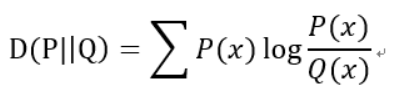 D(P||Q) = ∑ P(x) log P(x)/Q(x)